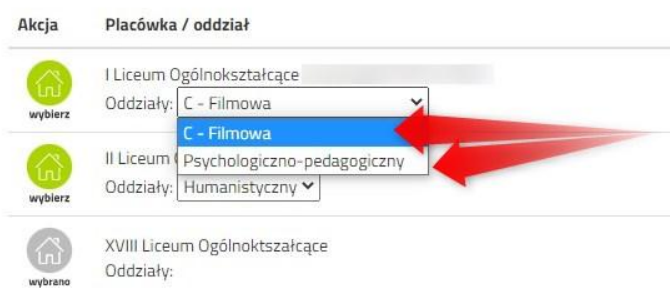 Akcja Placówka / oddział
I Liceum Ogólnokształcące
Oddziały: C - Filmowa
wybierz
C - Filmowa
II Liceum
Psychologiczno-pedagogiczny
Oddziały: Humanistyczny
wybierz
XVIII Liceum Ogólnoktszałcące
Oddziały:
wybrano